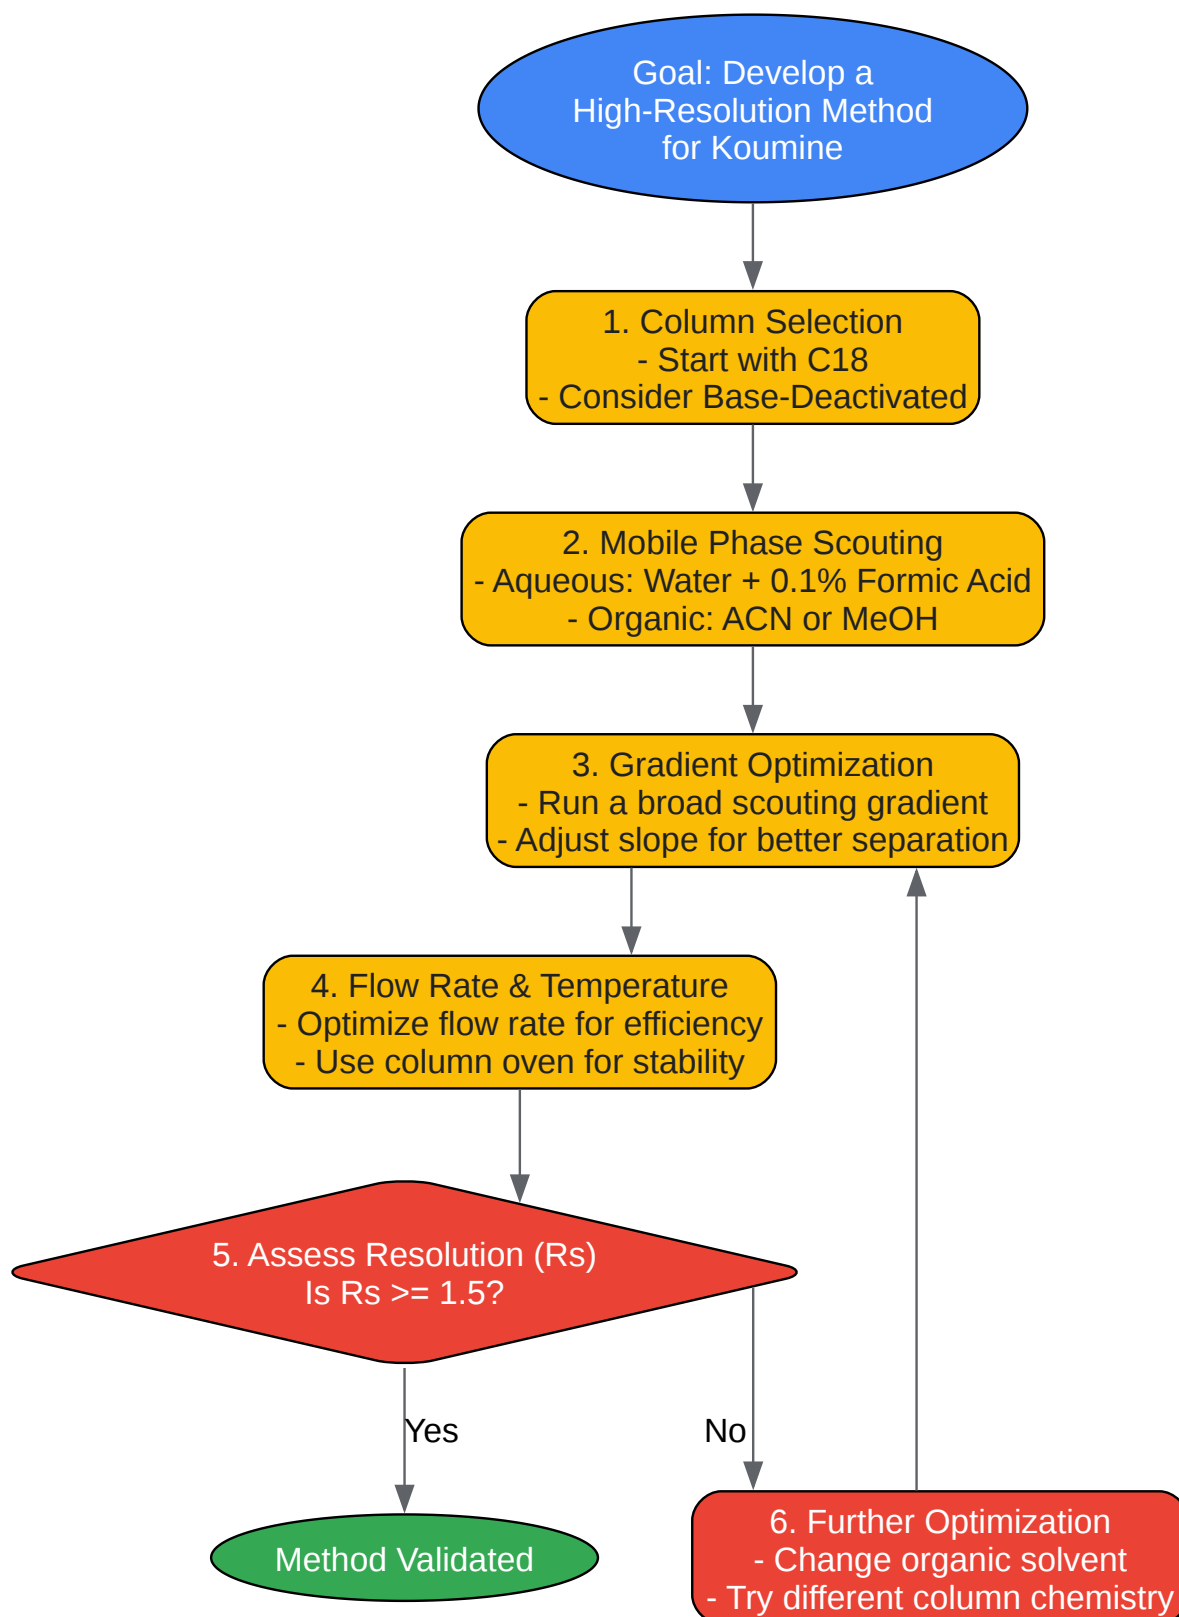 Goal: Develop a
High-Resolution Method
for Koumine
1. Column Selection
- Start with C18
- Consider Base-Deactivated
2. Mobile Phase Scouting
- Aqueous: Water + 0.1% Formic Acid
- Organic: ACN or MeOH
3. Gradient Optimization
- Run a broad scouting gradient
- Adjust slope for better separation
4. Flow Rate & Temperature
- Optimize flow rate for efficiency
- Use column oven for stability
5. Assess Resolution (Rs)
Is Rs >= 1.5?
Yes
No
Method Validated
6. Further Optimization
- Change organic solvent
- Try different column chemistry